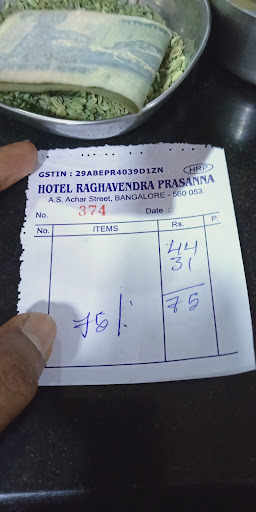 GSTIN : 29ABEPR4039D1ZN HRP
HOTEL RAGHAVENDRA PRASANNA
A.S. Achar Street, BANGALORE - 560 053.
No. 374 Date :
No. ITEMS Rs. P.
44
31
75
75/: